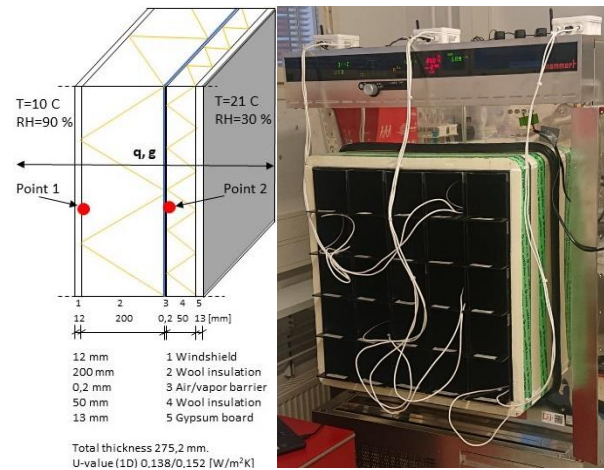 T=10 C
RH=90 %
T=21 C
RH=30 %
q, g
Point 1
Point 2
1 2 3 4 5
12 200 0,2 50 13 [mm]
12 mm 1 Windshield
200 mm 2 Wool insulation
0,2 mm 3 Air/vapor barrier
50 mm 4 Wool insulation
13 mm 5 Gypsum board
Total thickness 275,2 mm.
U-value (1D) 0,138/0,152 [W/m²K]